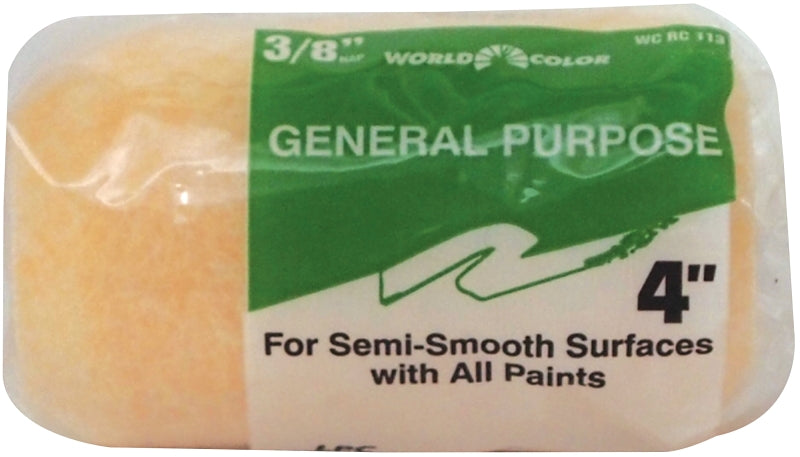 3/8" NAP WORLD COLOR WC RC 113
GENERAL PURPOSE
4"
For Semi-Smooth Surfaces
with All Paints